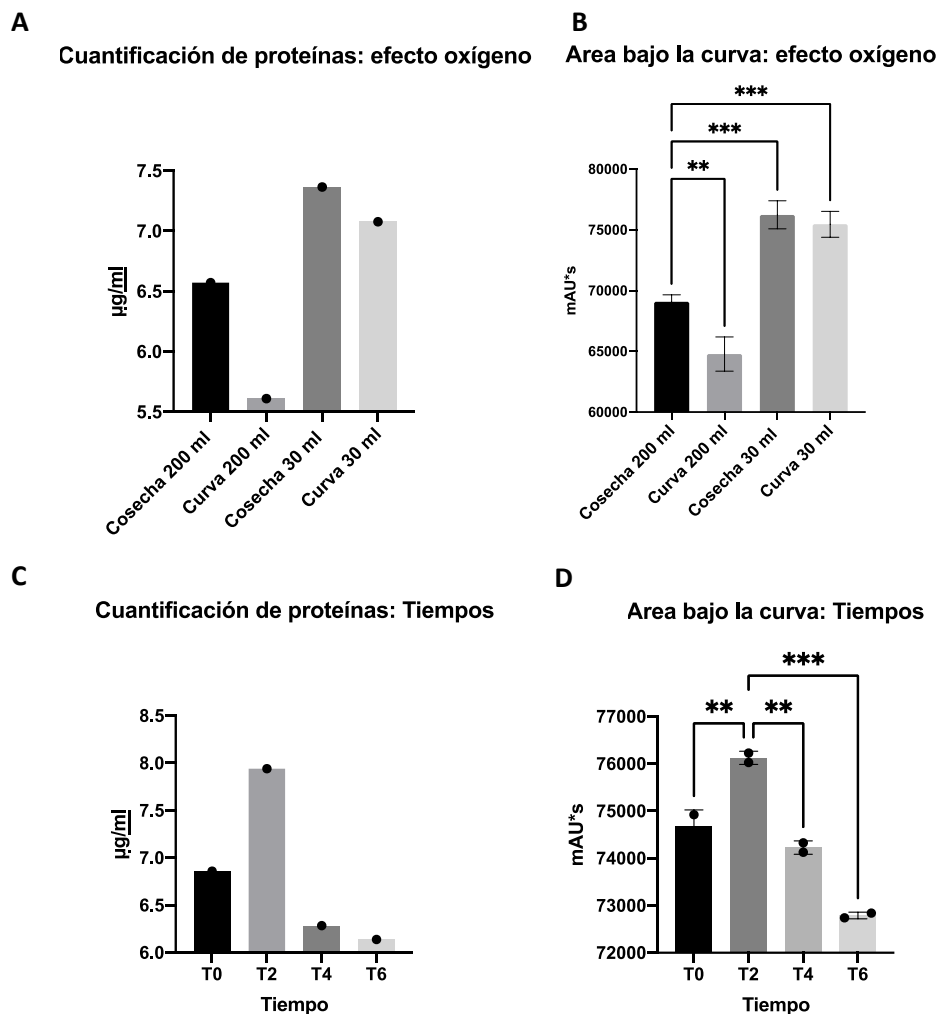 A
Cuantificación de proteínas: efecto oxígeno
7.5
7.0
6.5
6.0
5.5
µg/ml
Cosecha 200 ml
Curva 200 ml
Cosecha 30 ml
Curva 30 ml
B
Area bajo la curva: efecto oxígeno
***
***
**
80000
75000
70000
65000
60000
mAU*s
Cosecha 200 ml
Curva 200 ml
Cosecha 30 ml
Curva 30 ml
C
Cuantificación de proteínas: Tiempos
8.5
8.0
7.5
7.0
6.5
6.0
µg/ml
T0 T2 T4 T6
Tiempo
D
Area bajo la curva: Tiempos
***
** **
77000
76000
75000
74000
73000
72000
mAU*s
T0 T2 T4 T6
Tiempo